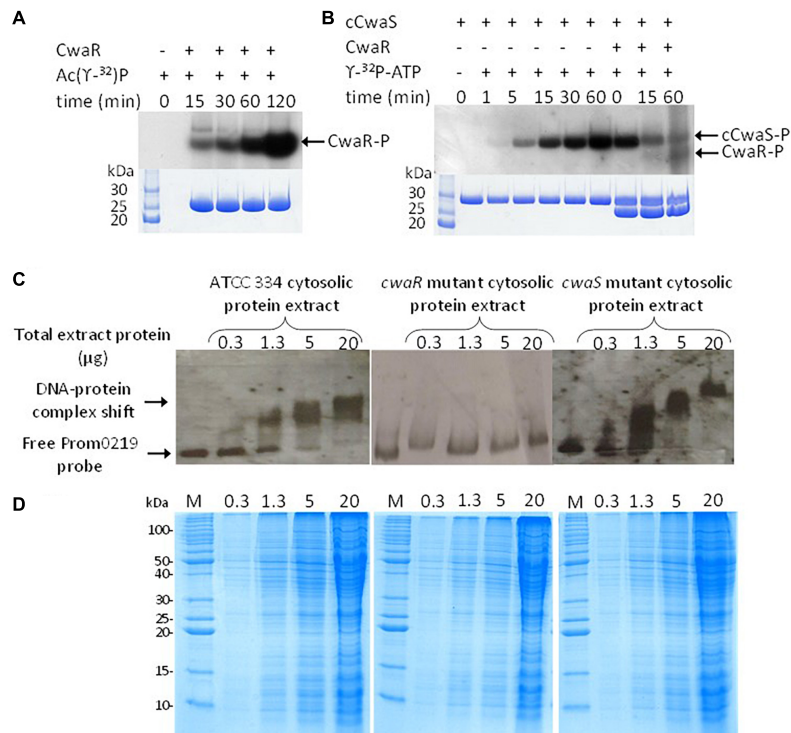 A
CwaR - + + + +
Ac(ϒ-³²)P + + + + +
time (min) 0 15 30 60 120
CwaR-P
kDa
30
25
20
B
cCwaS + + + + + + + + +
CwaR - - - - - - + + +
ϒ-³²P-ATP - + + + + + + + +
time (min) 0 1 5 15 30 60 0 15 60
cCwaS-P
CwaR-P
kDa
30
25
20
C
ATCC 334 cytosolic protein extract
cwaR mutant cytosolic protein extract
cwaS mutant cytosolic protein extract
Total extract protein (µg)
0.3 1.3 5 20 0.3 1.3 5 20 0.3 1.3 5 20
DNA-protein complex shift
Free Prom0219 probe
D
kDa M 0.3 1.3 5 20 M 0.3 1.3 5 20 M 0.3 1.3 5 20
100-
50-
40-
30-
25-
20-
15-
10-